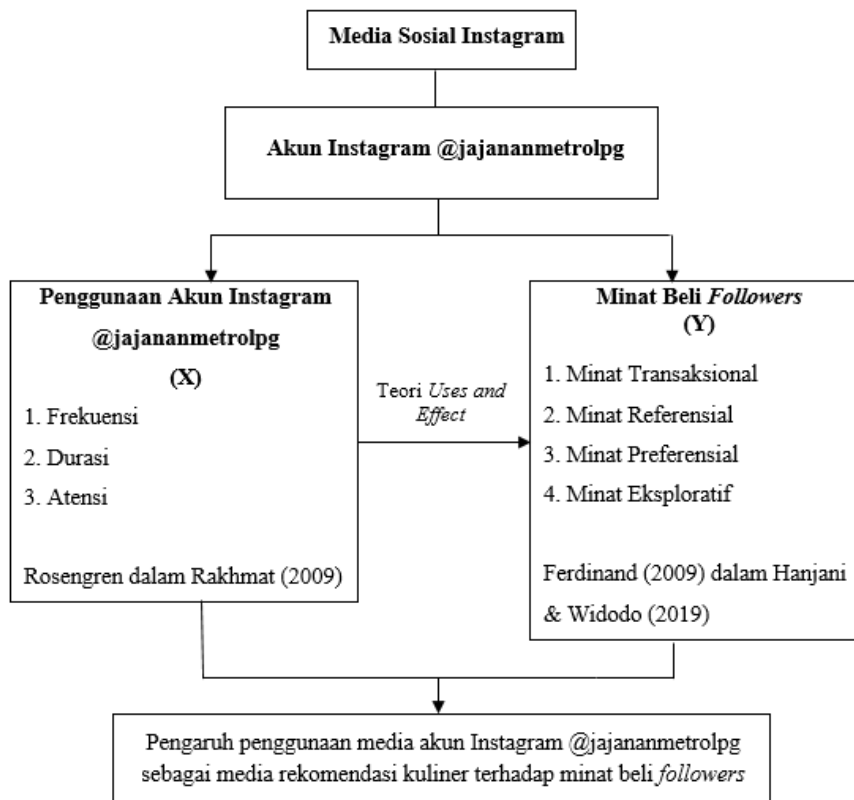 Media Sosial Instagram
Akun Instagram @jajananmetrolpg
Penggunaan Akun Instagram
@jajananmetrolpg
(X)
1. Frekuensi
2. Durasi
3. Atensi
Rosengren dalam Rakhmat (2009)
Teori Uses and
Effect
Minat Beli Followers
(Y)
1. Minat Transaksional
2. Minat Referensial
3. Minat Preferensial
4. Minat Eksploratif
Ferdinand (2009) dalam Hanjani
& Widodo (2019)
Pengaruh penggunaan media akun Instagram @jajananmetrolpg
sebagai media rekomendasi kuliner terhadap minat beli followers